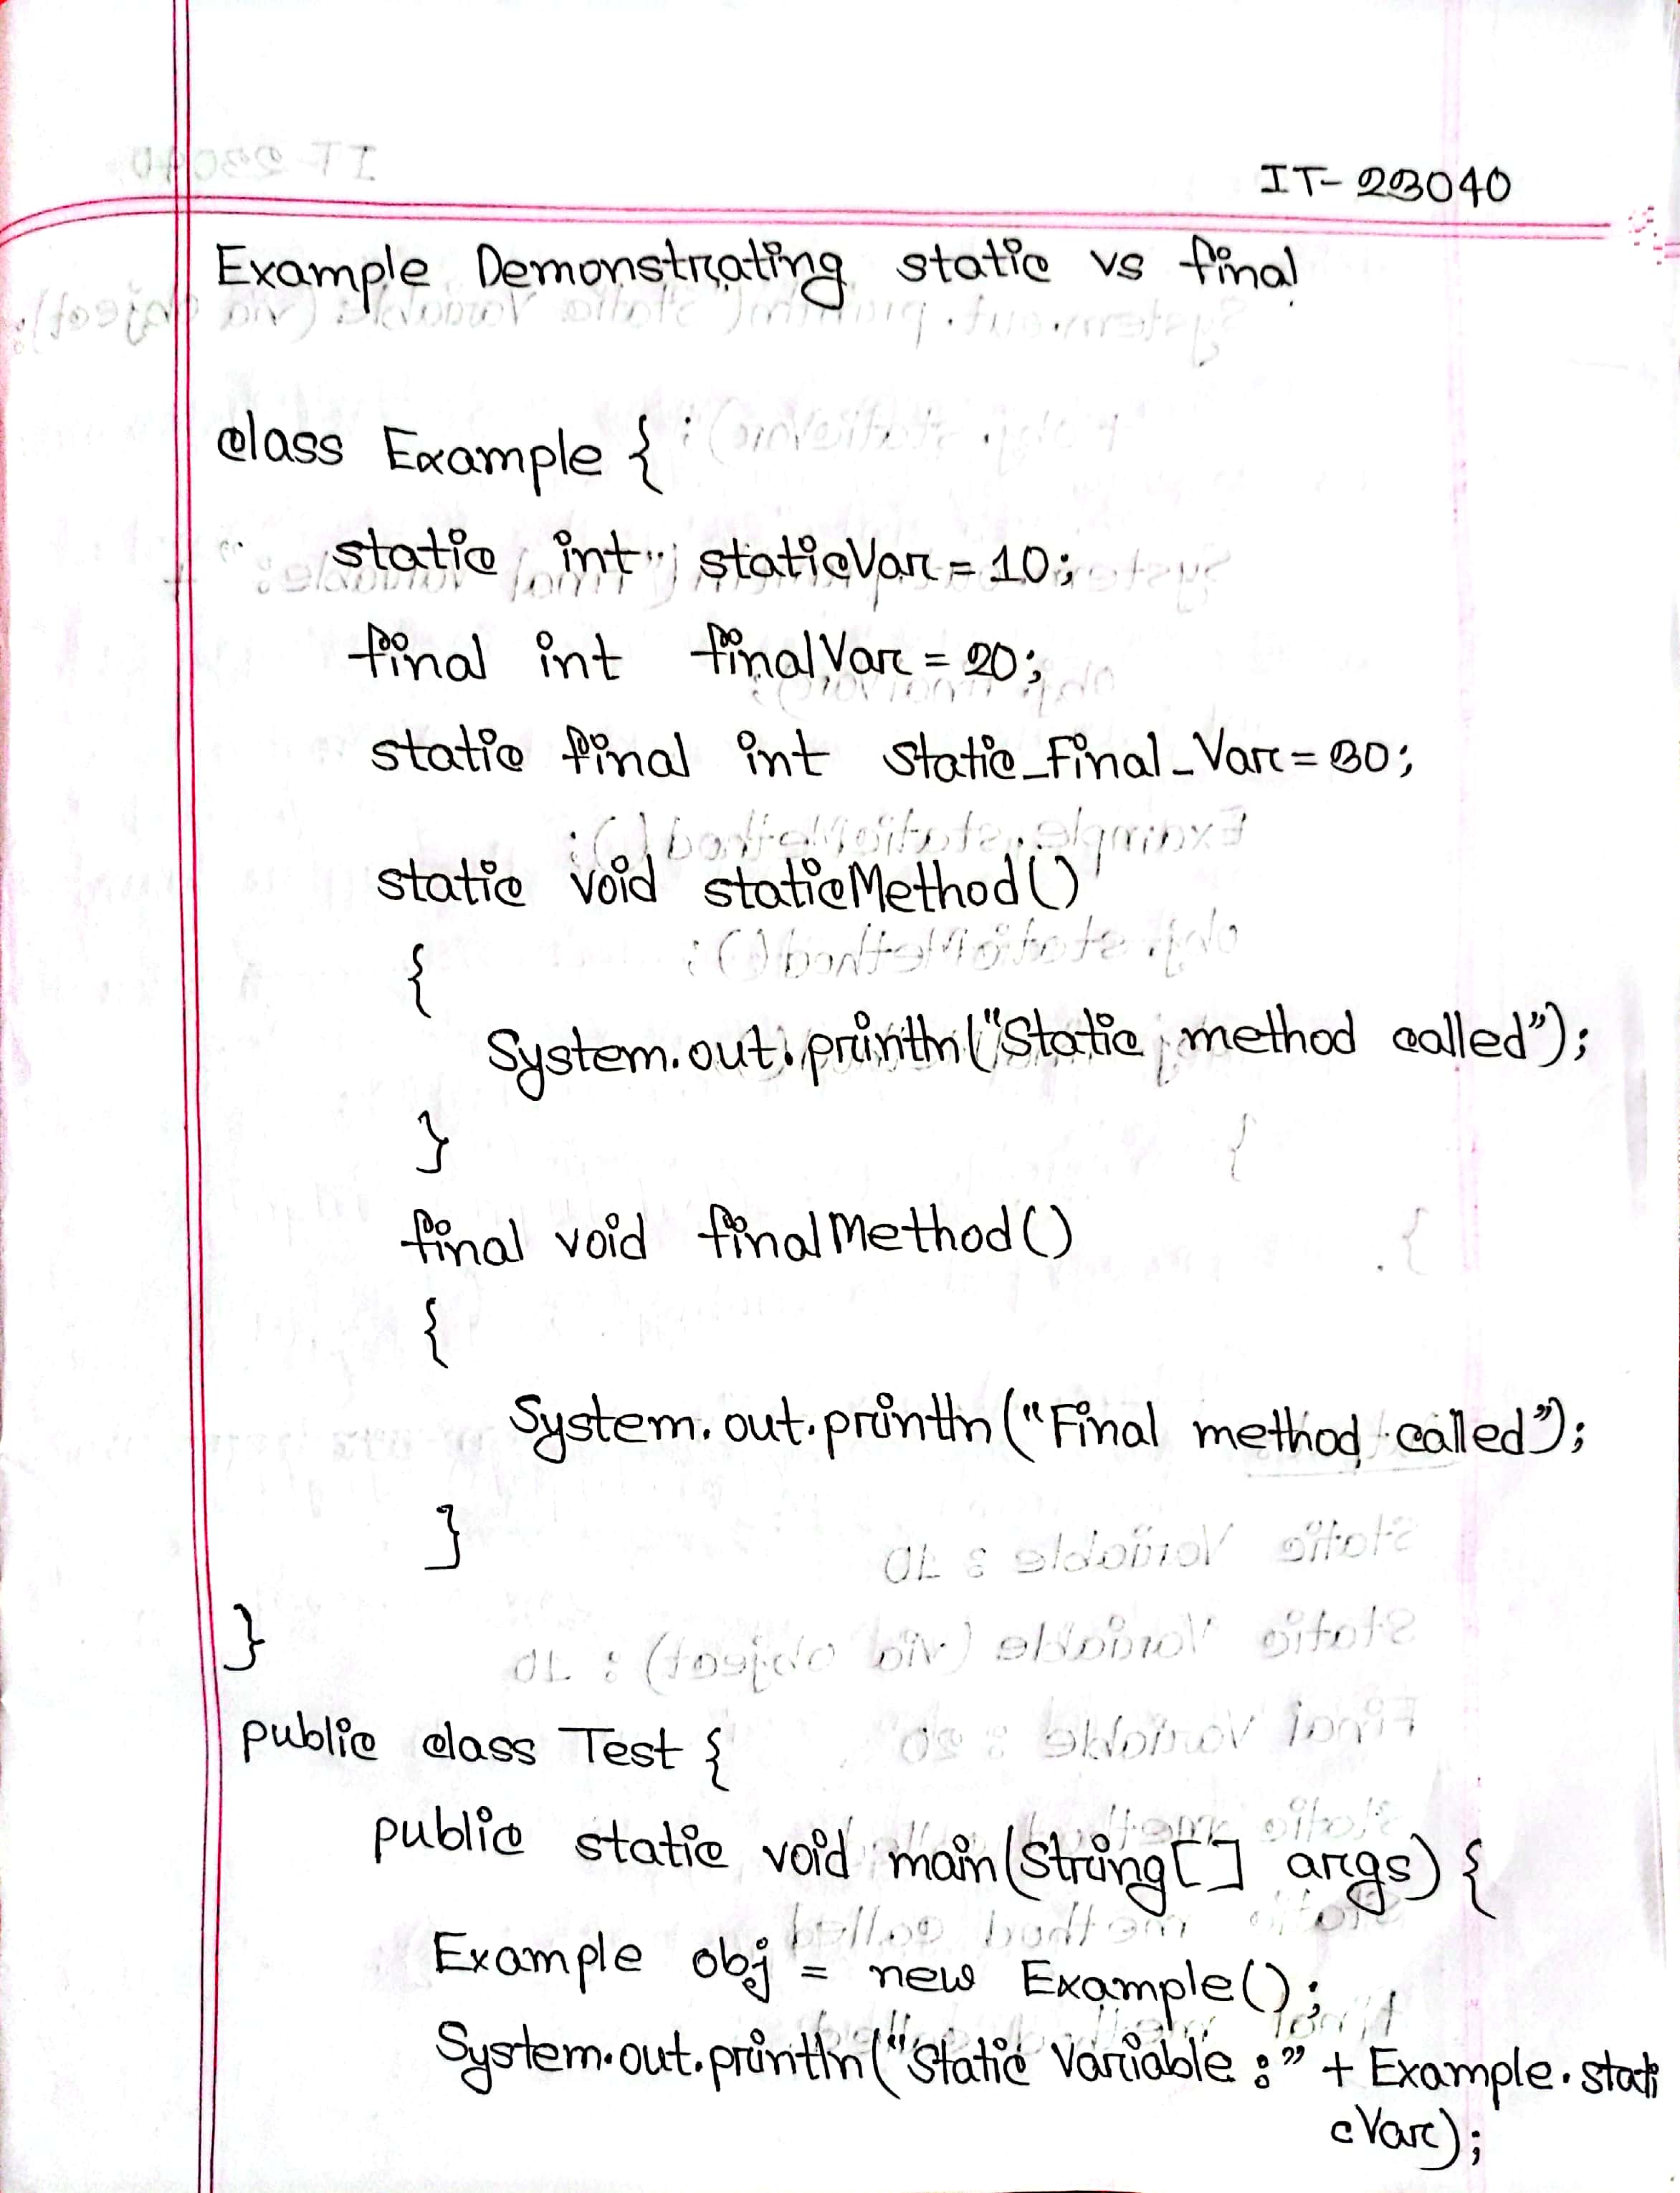 IT-23040
Example Demonstrating static vs final
class Example {
static int staticVar = 10;
final int finalVar = 20;
static final int Static_Final_Var = 30;
static void staticMethod()
{
System.out.println("Static method called");
}
final void finalMethod()
{
System.out.println("Final method called");
}
}
public class Test {
public static void main(String[] args) {
Example obj = new Example();
System.out.println("Static Variable :" + Example.stati
cVar);